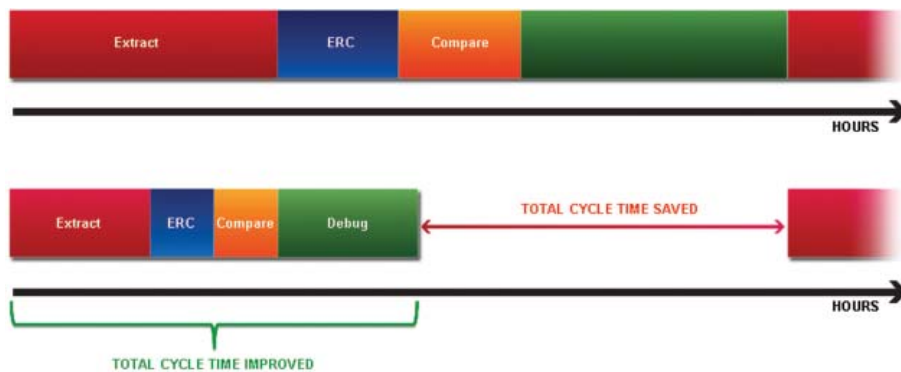 Extract ERC Compare
HOURS
Extract ERC Compare Debug
TOTAL CYCLE TIME SAVED
HOURS
TOTAL CYCLE TIME IMPROVED